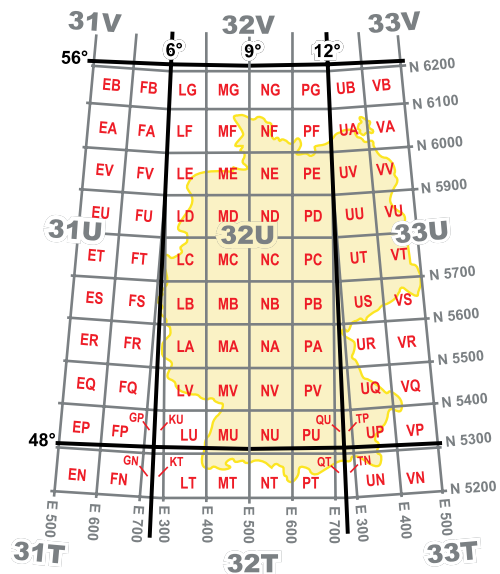 31V 32V 33V
6° 9° 12°
56° N 6200
EB FB LG MG NG PG UB VB
N 6100
EA FA LF MF NF PF UA VA
N 6000
EV FV LE ME NE PE UV VV
N 5900
EU FU LD MD ND PD UU VU
31U 32U 33U
ET FT LC MC NC PC UT VT
N 5700
ES FS LB MB NB PB US VS
N 5600
ER FR LA MA NA PA UR VR
N 5500
EQ FQ LV MV NV PV UQ VQ
N 5400
GP KU QU TP
EP FP LU MU NU PU UP VP
48° N 5300
GN KT QT TN
EN FN LT MT NT PT UN VN
N 5200
E 500 E 600 E 700 E 300 E 400 E 500 E 600 E 700 E 300 E 400 E 500
31T 32T 33T